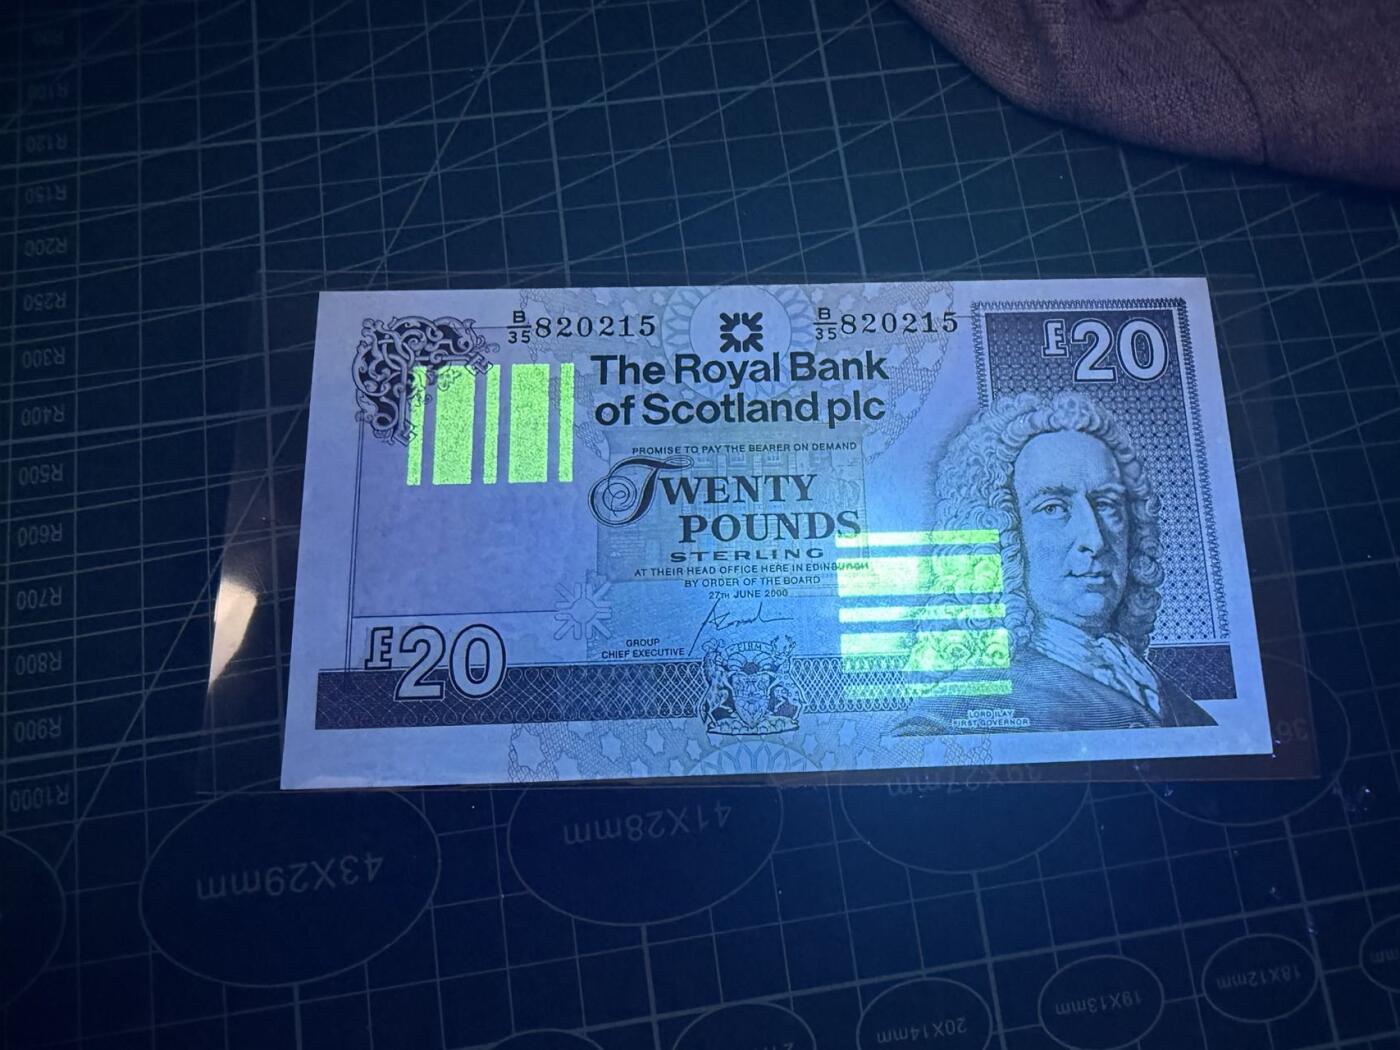 B/35 820215
B/35 820215
£20
The Royal Bank
of Scotland plc
PROMISE TO PAY THE BEARER ON DEMAND
TWENTY
POUNDS
STERLING
AT THEIR HEAD OFFICE HERE IN EDINBURGH
BY ORDER OF THE BOARD
27TH JUNE 2000
GROUP
CHIEF EXECUTIVE
£20
FIRM
LORD ILAY
FIRST GOVERNOR
R100
R120
R150
R200
R250
R300
R400
R500
R600
R700
R800
R900
R1000
43X29mm
41X28mm
39X27mm
36
20X14mm
19X13mm
18X12mm